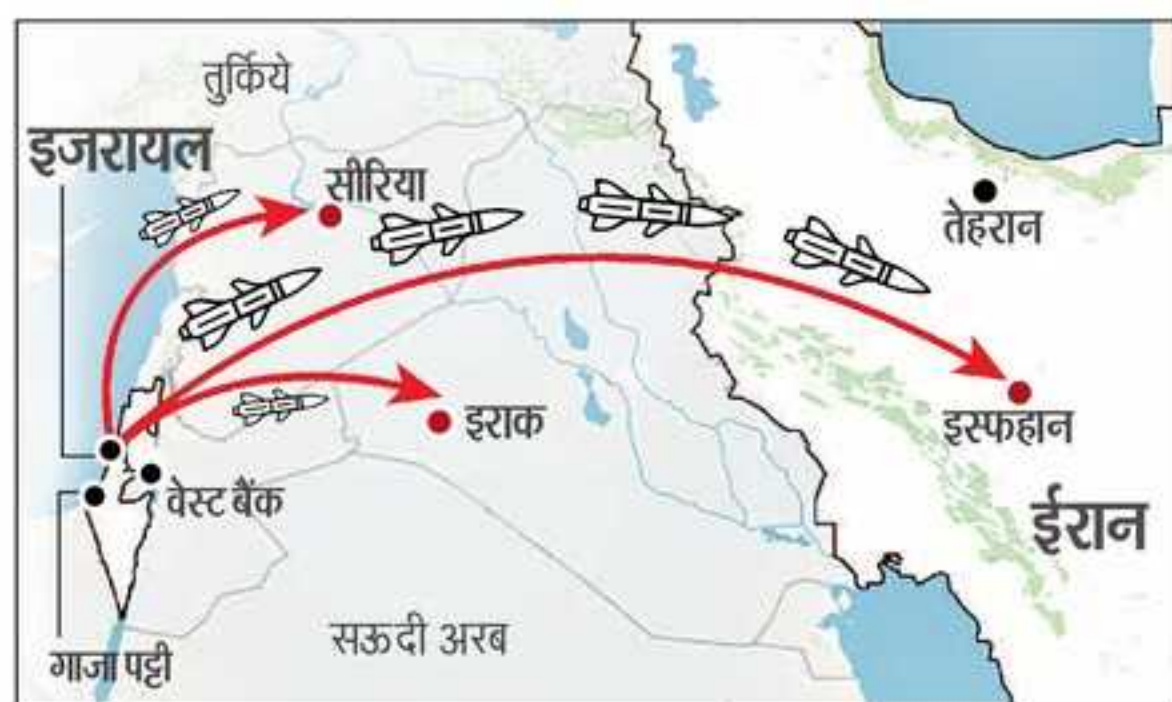 तुर्किये
इजरायल
सीरिया
तेहरान
इराक
इस्फहान
वेस्ट बैंक
ईरान
सऊदी अरब
गाजा पट्टी